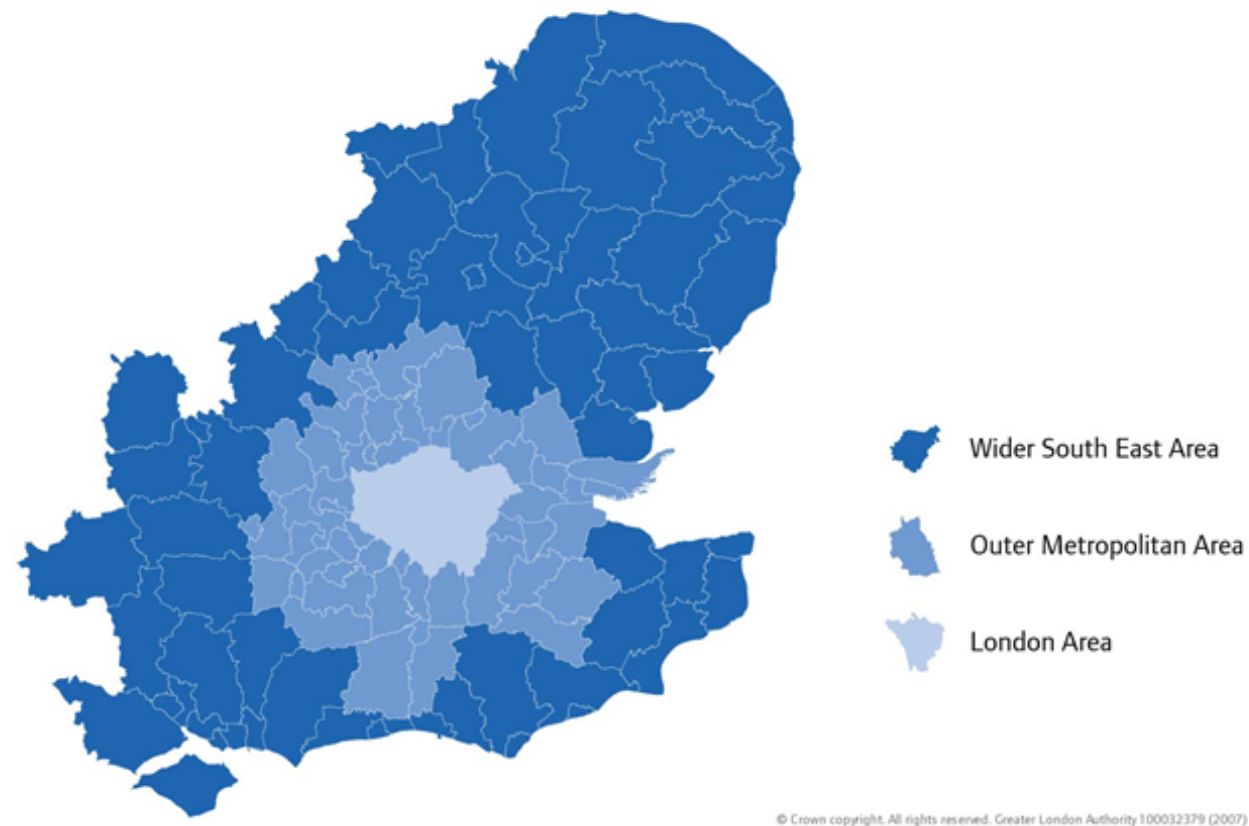 Wider South East Area
Outer Metropolitan Area
London Area
© Crown copyright. All rights reserved. Greater London Authority 100032379 (2007)